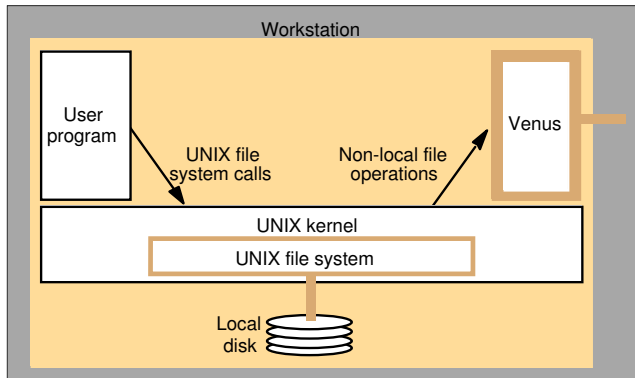 Workstation
User
program
UNIX file
system calls
Non-local file
operations
Venus
UNIX kernel
UNIX file system
Local
disk